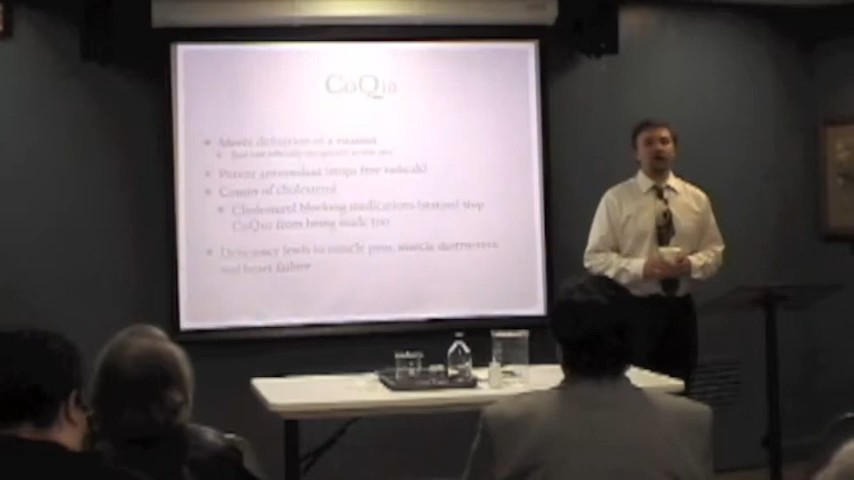 CoQ10
Meets definition of a vitamin
Potent antioxidant (stops free radicals)
Cousin of cholesterol
Cholesterol blocking medications (statins) stop
CoQ10 from being made too
Deficiency leads to muscle pain, muscle destruction
and heart failure